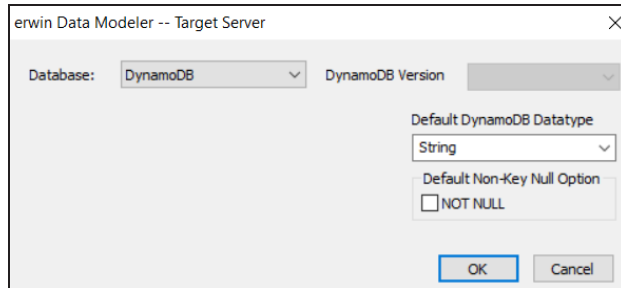 erwin Data Modeler -- Target Server
Database: DynamoDB DynamoDB Version
Default DynamoDB Datatype
String
Default Non-Key Null Option
NOT NULL
OK Cancel